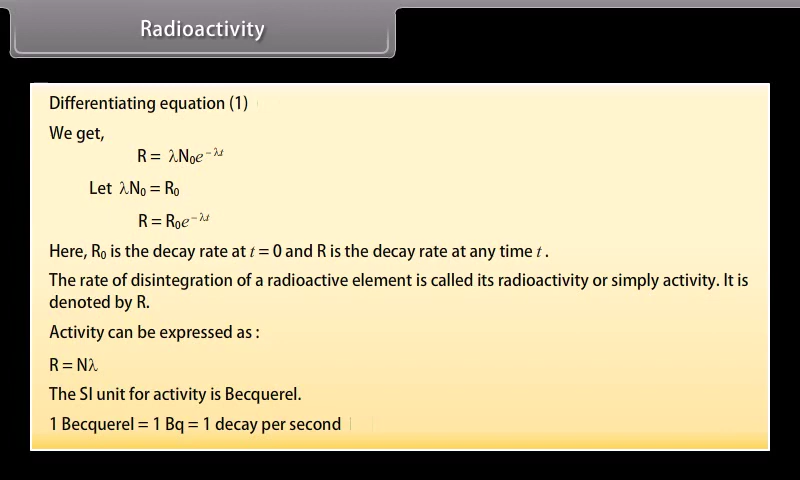 Radioactivity
Differentiating equation (1)
We get,
R = λN₀e⁻λᵗ
Let λN₀ = R₀
R = R₀e⁻λᵗ
Here, R₀ is the decay rate at t = 0 and R is the decay rate at any time t .
The rate of disintegration of a radioactive element is called its radioactivity or simply activity. It is
denoted by R.
Activity can be expressed as :
R = Nλ
The SI unit for activity is Becquerel.
1 Becquerel = 1 Bq = 1 decay per second